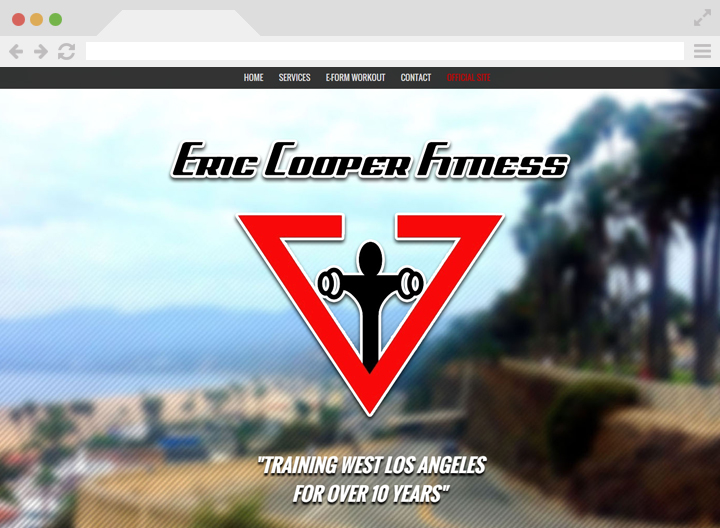 HOME SERVICES E-FORM WORKOUT CONTACT OFFICIAL SITE
Eric Cooper Fitness
"TRAINING WEST LOS ANGELES
FOR OVER 10 YEARS"